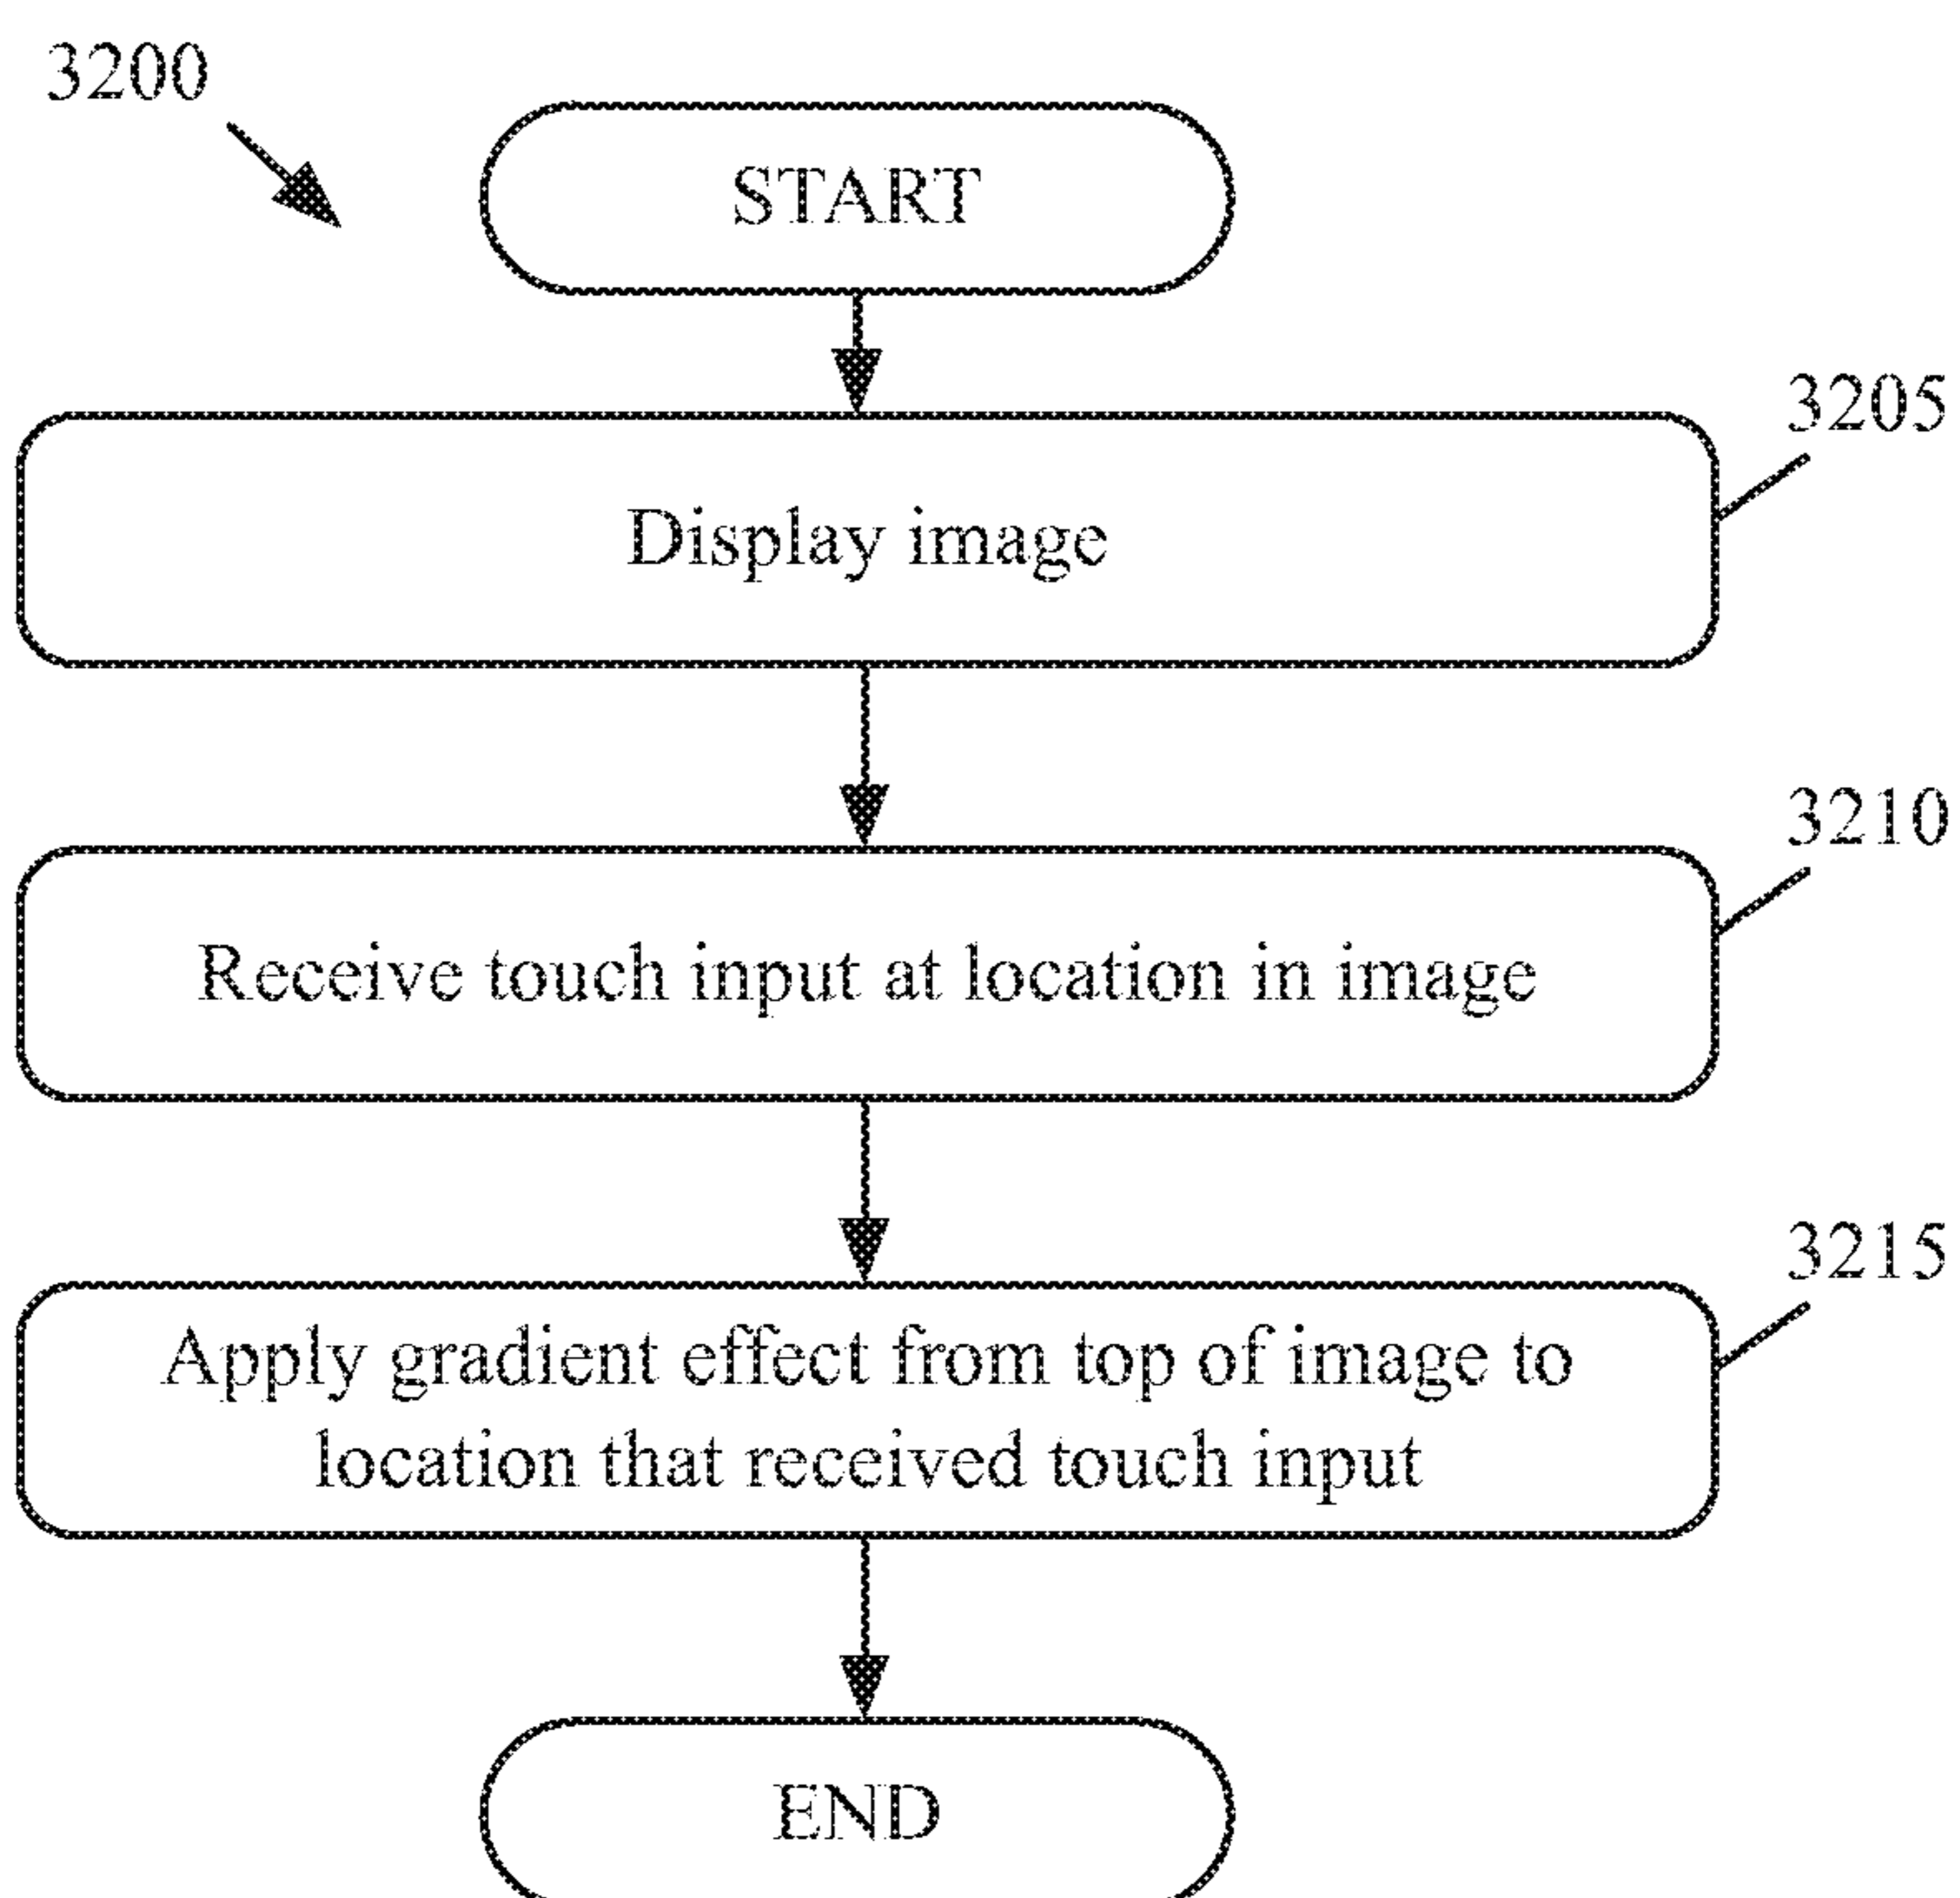 3200
START
3205
Display image
3210
Receive touch input at location in image
3215
Apply gradient effect from top of image to
location that received touch input
END